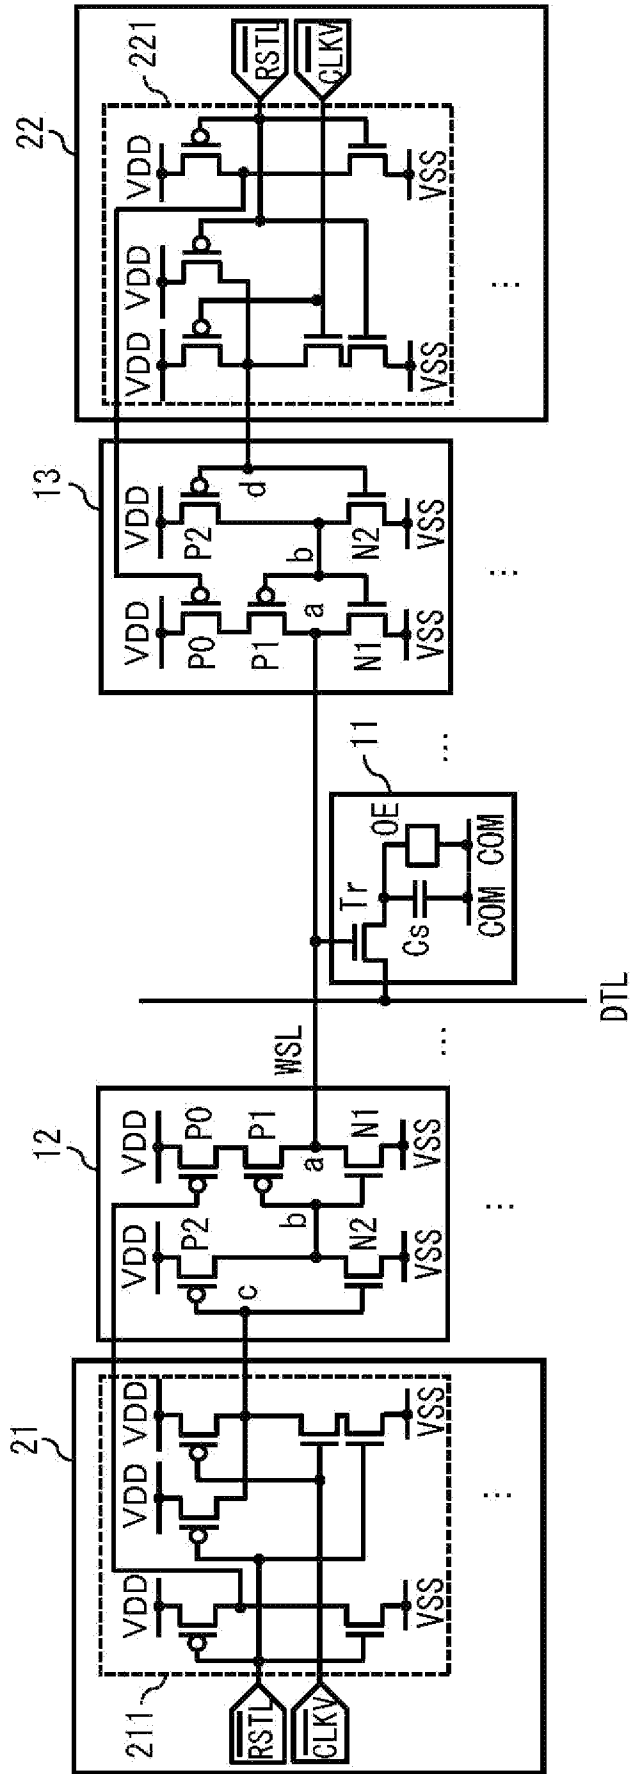 21
211
RSTL
CLKV
VDD
VDD
VDD
VSS
VSS
...
12
VDD
VDD
P2
P0
P1
c
b
a
N2
N1
VSS
VSS
...
WSL
DTL
...
11
Tr
Cs
OE
COM
COM
...
13
VDD
VDD
P0
P2
P1
a
b
d
N1
N2
VSS
VSS
...
22
221
VDD
VDD
VDD
RSTL
CLKV
VSS
VSS
...